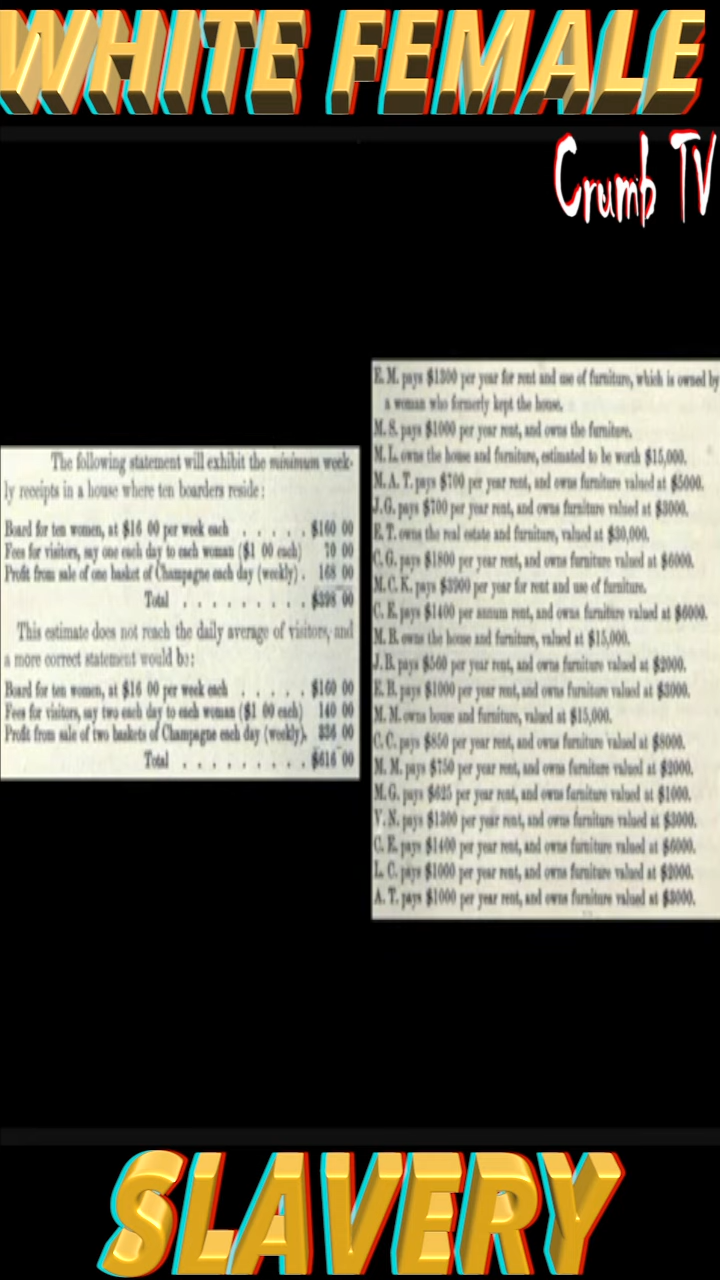 WHITE FEMALE
Crumb TV
The following statement will exhibit the minimum week-
ly receipts in a house where ten boarders reside:
Board for ten women, at $16 00 per week each . . . . . $160 00
Fees for visitors, say one each day to each woman ($1 00 each) 70 00
Profit from sale of one basket of Champagne each day (weekly) . 168 00
Total . . . . . . . . . $398 00
This estimate does not reach the daily average of visitors, and
a more correct statement would be:
Board for ten women, at $16 00 per week each . . . . . $160 00
Fees for visitors, say two each day to each woman ($1 00 each) 140 00
Profit from sale of two baskets of Champagne each day (weekly). 336 00
Total . . . . . . . . . $616 00
E. M. pays $1300 per year for rent and use of furniture, which is owned by
a woman who formerly kept the house.
M. S. pays $1000 per year rent, and owns the furniture.
M. L. owns the house and furniture, estimated to be worth $15,000.
M. A. T. pays $700 per year rent, and owns furniture valued at $5000.
J. G. pays $700 per year rent, and owns furniture valued at $3000.
E. T. owns the real estate and furniture, valued at $30,000.
C. G. pays $1800 per year rent, and owns furniture valued at $6000.
M. C. K. pays $3900 per year for rent and use of furniture.
C. E. pays $1400 per annum rent, and owns furniture valued at $6000.
M. B. owns the house and furniture, valued at $15,000.
J. B. pays $560 per year rent, and owns furniture valued at $2000.
E. B. pays $1000 per year rent, and owns furniture valued at $3000.
M. M. owns house and furniture, valued at $15,000.
C. C. pays $850 per year rent, and owns furniture valued at $8000.
M. M. pays $750 per year rent, and owns furniture valued at $2000.
M. G. pays $625 per year rent, and owns furniture valued at $1000.
V. N. pays $1300 per year rent, and owns furniture valued at $3000.
C. E. pays $1400 per year rent, and owns furniture valued at $6000.
L. C. pays $1000 per year rent, and owns furniture valued at $2000.
A. T. pays $1000 per year rent, and owns furniture valued at $3000.
SLAVERY